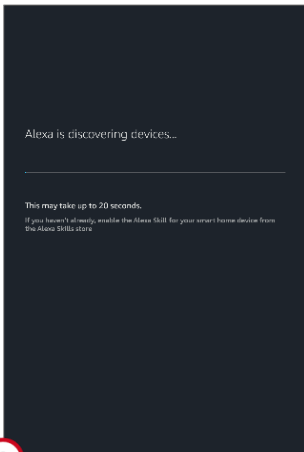 Alexa is discovering devices...
This may take up to 20 seconds.
If you haven't already, enable the Alexa Skill for your smart home device from
the Alexa Skills store